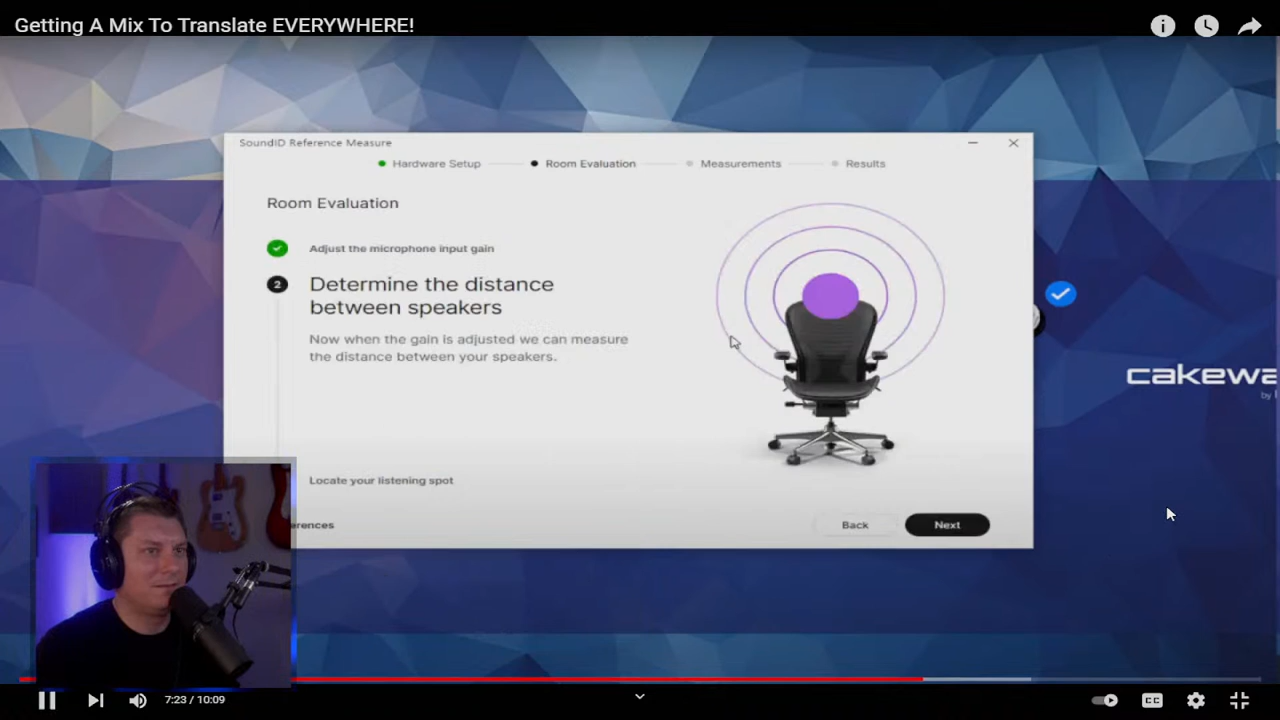 Getting A Mix To Translate EVERYWHERE!
SoundID Reference Measure
Hardware Setup
Room Evaluation
Measurements
Results
Room Evaluation
Adjust the microphone input gain
2
Determine the distance
between speakers
Now when the gain is adjusted we can measure
the distance between your speakers.
cakewa
by
Locate your listening spot
erences
Back
Next
7:23 / 10:09
CC